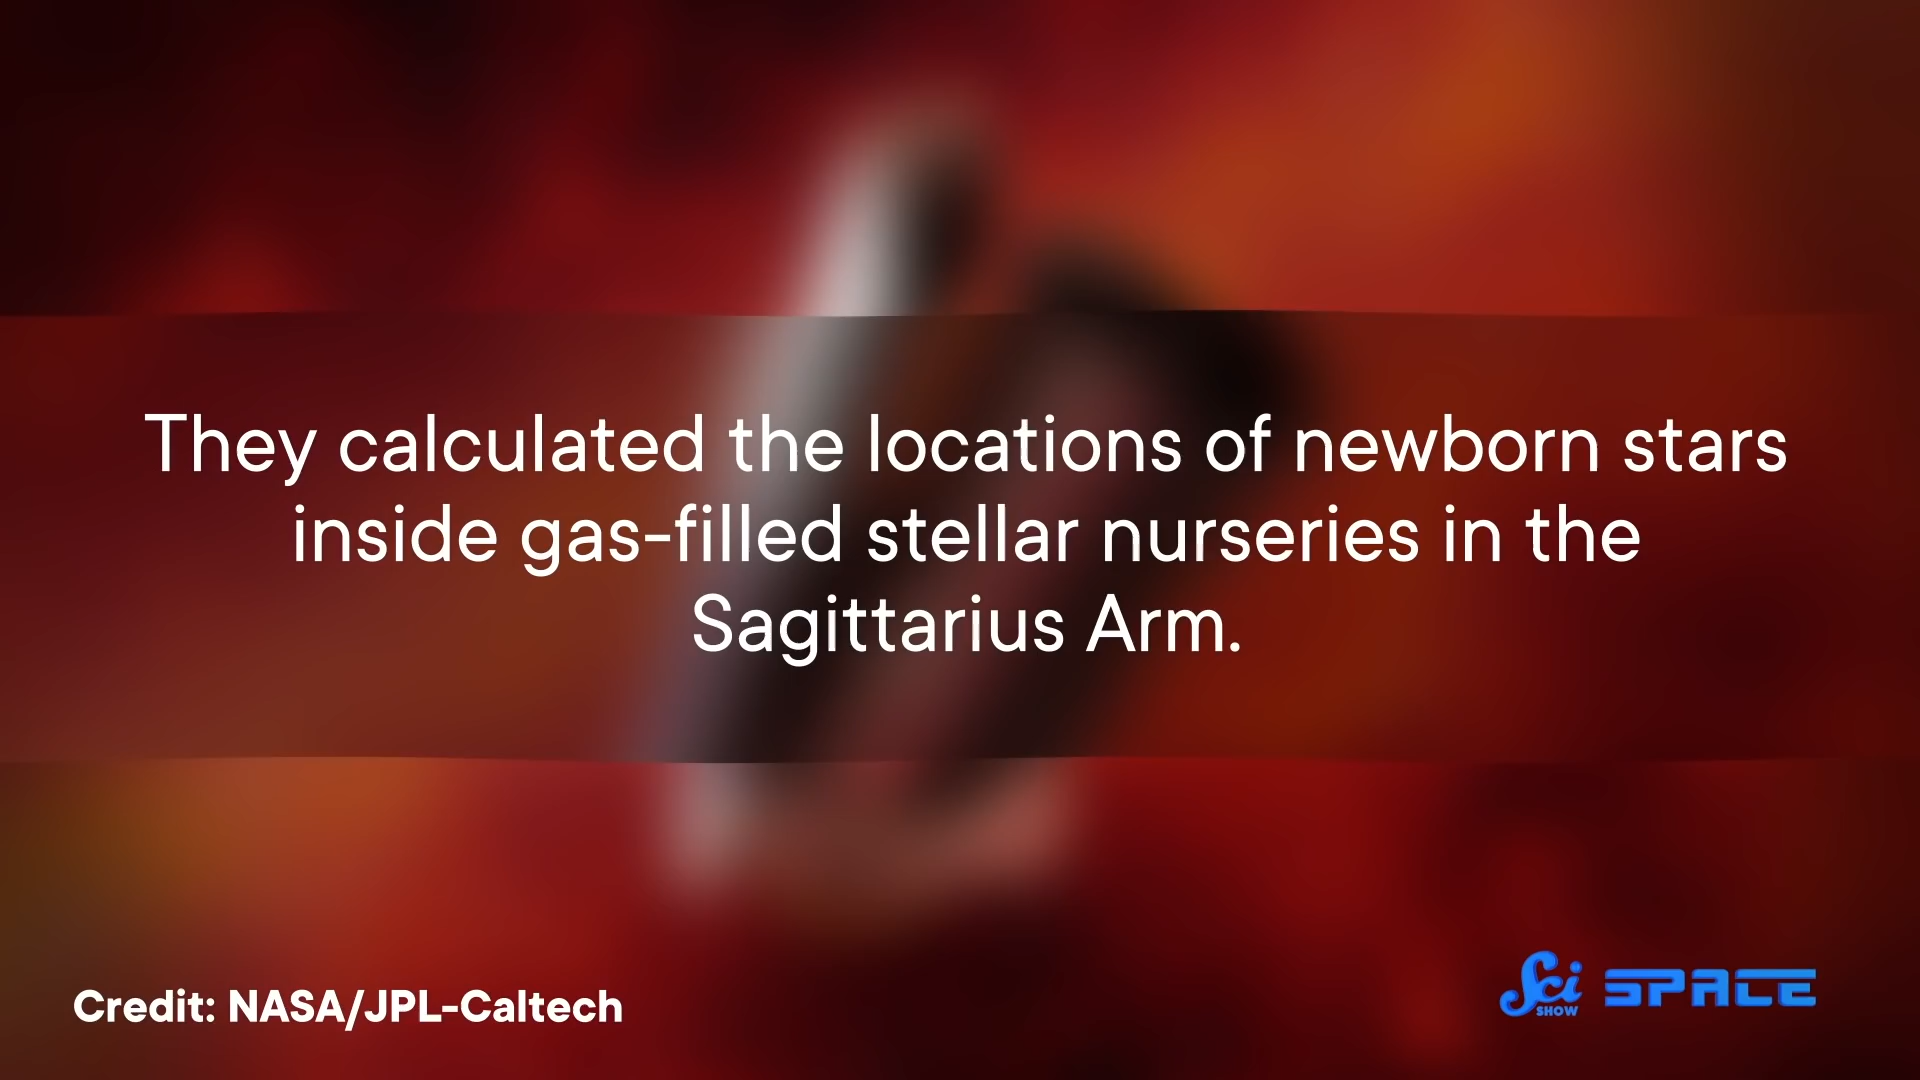 They calculated the locations of newborn stars
inside gas-filled stellar nurseries in the
Sagittarius Arm.
Credit: NASA/JPL-Caltech
Sci SHOW SPACE